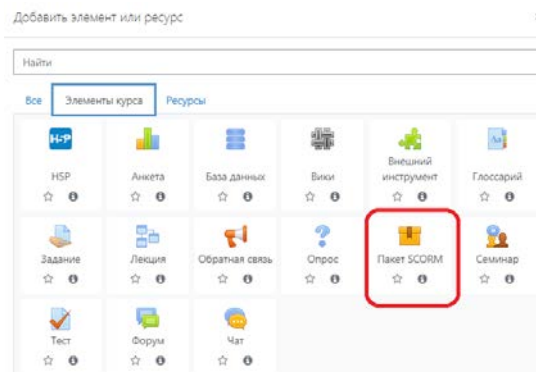 Добавить элемент или ресурс
Найти
Все Элементы курса Ресурсы
H5P
H5P Анкета База данных Вики Внешний инструмент Глоссарий
Задание Лекция Обратная связь Опрос Пакет SCORM Семинар
Тест Форум Чат